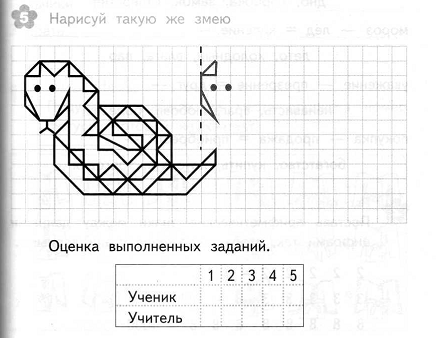 5 Нарисуй такую же змею
Оценка выполненных заданий.
1 2 3 4 5
Ученик
Учитель